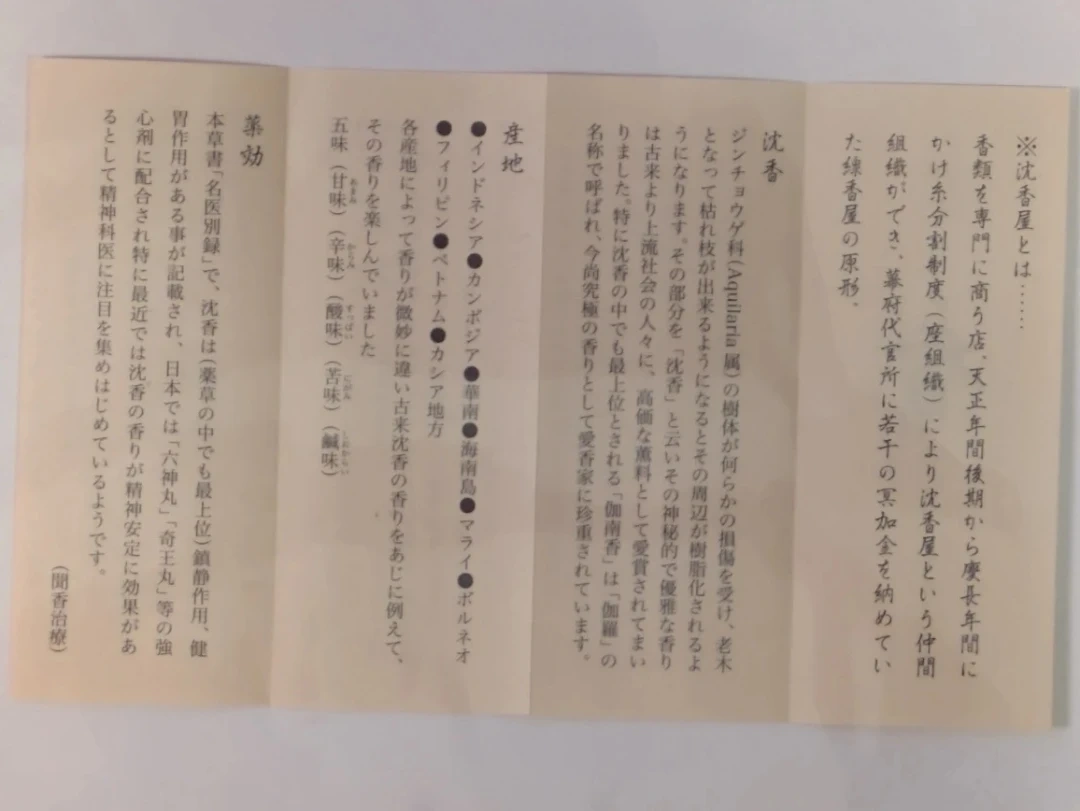 ※沈香屋とは……
香類を専門に商う店、天正年間後期から慶長年間に
かけ糸分割制度(座組織)により沈香屋という仲間
組織ができ、幕府代官所に若干の冥加金を納めてい
た線香屋の原形。
沈香
ジンチョウゲ科(Aquilaria属)の樹体が何らかの損傷を受け、老木
となって枯れ枝が出来るようになるとその周辺が樹脂化されるよ
うになります。その部分を「沈香」と云いその神秘的で優雅な香り
は古来より上流社会の人々に、高価な薫料として愛賞されてまい
りました。特に沈香の中でも最上位とされる「伽南香」は「伽羅」の
名称で呼ばれ、今尚究極の香りとして愛香家に珍重されています。
産地
●インドネシア●カンボジア●華南●海南島●マライ●ボルネオ
●フィリピン●ベトナム●カシア地方
各産地によって香りが微妙に違い古来沈香の香りをあじに例えて、
その香りを楽しんでいました
五味(甘味)(辛味)(酸味)(苦味)(鹹味)
あまみ からみ すっぱい にがみ しおからい
薬効
本草書「名医別録」で、沈香は(薬草の中でも最上位)鎮静作用、健
胃作用がある事が記載され、日本では「六神丸」「奇王丸」等の強
心剤に配合され特に最近では沈香の香りが精神安定に効果があ
るとして精神科医に注目を集めはじめているようです。
(聞香治療)